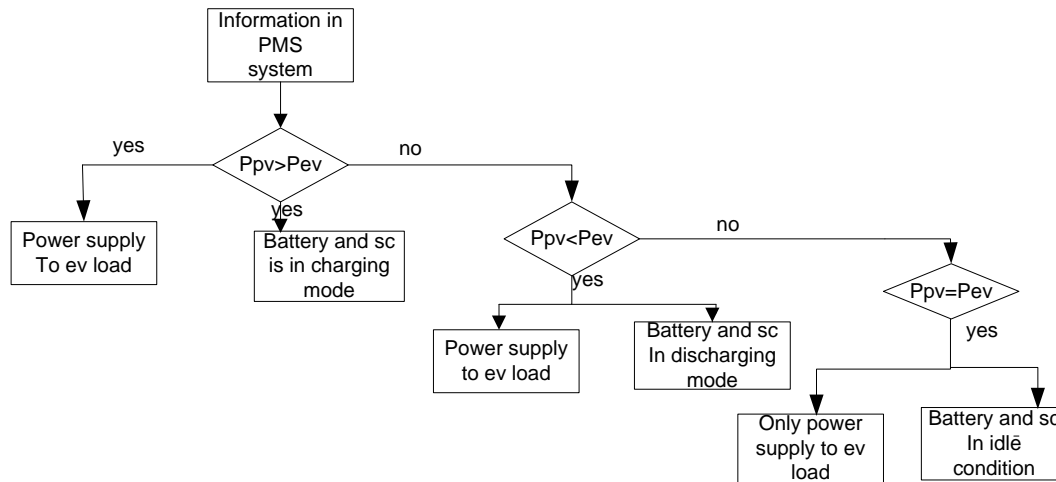 Information in
PMS
system
yes
Ppv>Pev
no
yes
Power supply
To ev load
Battery and sc
is in charging
mode
Ppv<Pev
no
yes
Ppv=Pev
yes
Power supply
to ev load
Battery and sc
In discharging
mode
Only power
supply to ev
load
Battery and sc
In idlē
condition